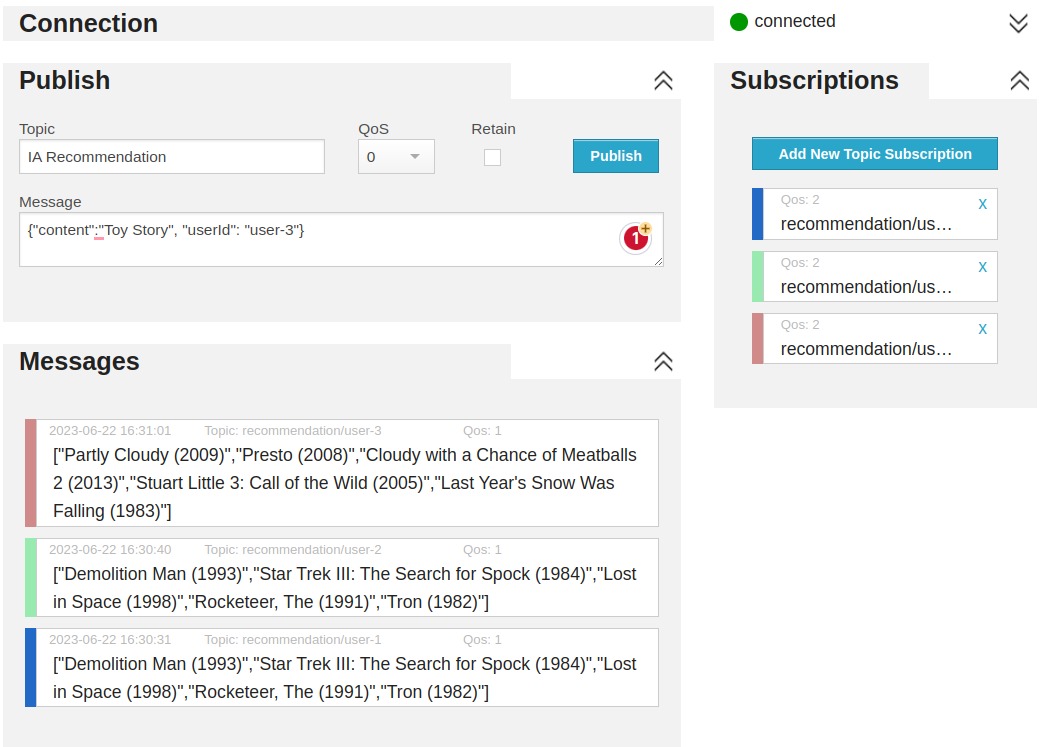 Connection
connected
Publish
Topic
QoS
Retain
IA Recommendation
0
Publish
Message
{"content":"Toy Story", "userId": "user-3"}
1
+
Subscriptions
Add New Topic Subscription
Qos: 2
x
recommendation/us…
Qos: 2
x
recommendation/us…
Qos: 2
x
recommendation/us…
Messages
2023-06-22 16:31:01 Topic: recommendation/user-3 Qos: 1
["Partly Cloudy (2009)","Presto (2008)","Cloudy with a Chance of Meatballs
2 (2013)","Stuart Little 3: Call of the Wild (2005)","Last Year's Snow Was
Falling (1983)"]
2023-06-22 16:30:40 Topic: recommendation/user-2 Qos: 1
["Demolition Man (1993)","Star Trek III: The Search for Spock (1984)","Lost
in Space (1998)","Rocketeer, The (1991)","Tron (1982)"]
2023-06-22 16:30:31 Topic: recommendation/user-1 Qos: 1
["Demolition Man (1993)","Star Trek III: The Search for Spock (1984)","Lost
in Space (1998)","Rocketeer, The (1991)","Tron (1982)"]